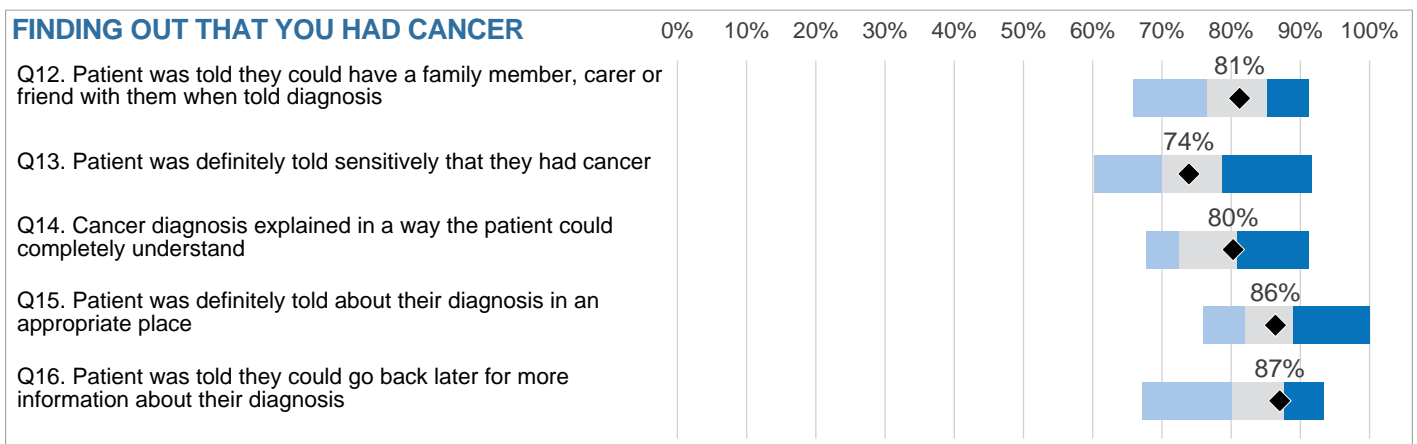 FINDING OUT THAT YOU HAD CANCER
0% 10% 20% 30% 40% 50% 60% 70% 80% 90% 100%
Q12. Patient was told they could have a family member, carer or
friend with them when told diagnosis
81%
Q13. Patient was definitely told sensitively that they had cancer
74%
Q14. Cancer diagnosis explained in a way the patient could
completely understand
80%
Q15. Patient was definitely told about their diagnosis in an
appropriate place
86%
Q16. Patient was told they could go back later for more
information about their diagnosis
87%